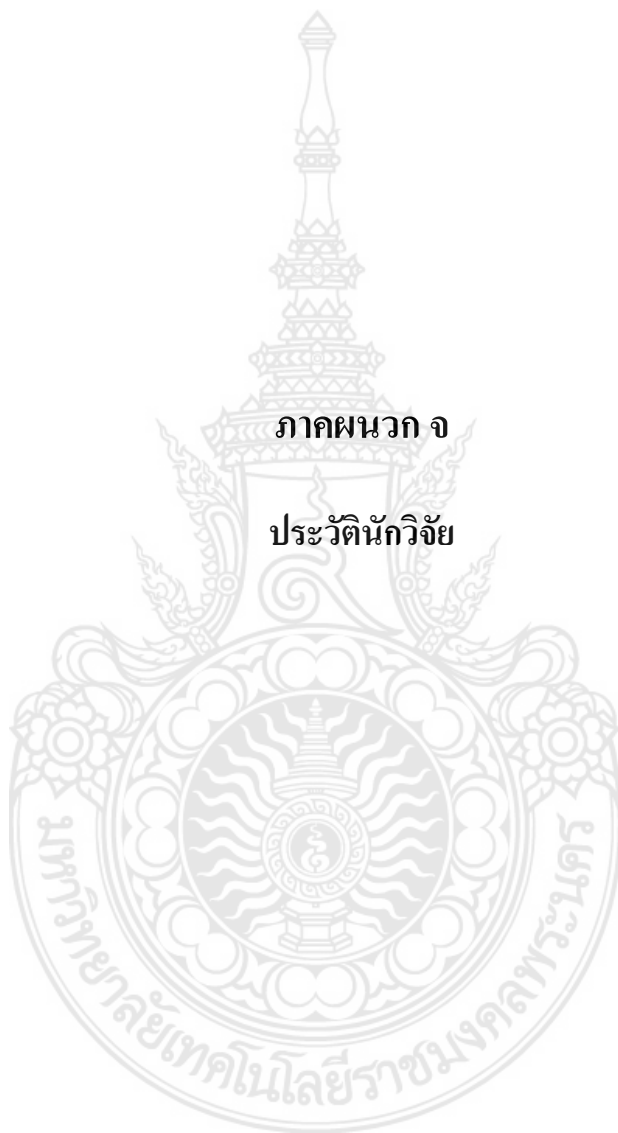 ภาคผนวก จ
ประวัตินักวิจัย
มหาวิทยาลัยเทคโนโลยีราชมงคลพระนคร